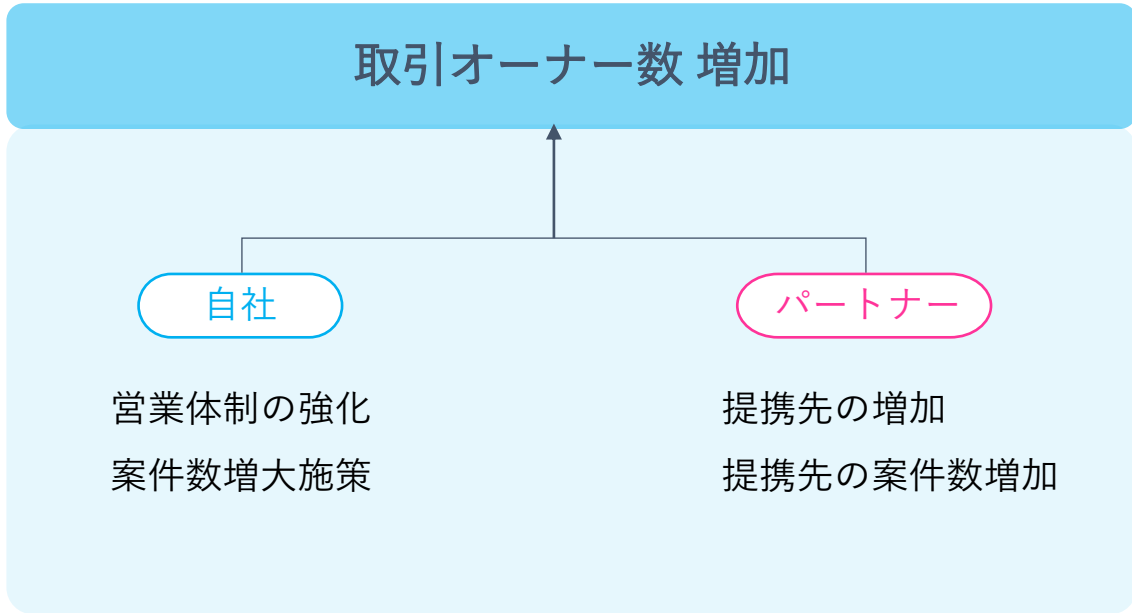 取引オーナー数 増加
自社
営業体制の強化
案件数増大施策
パートナー
提携先の増加
提携先の案件数増加